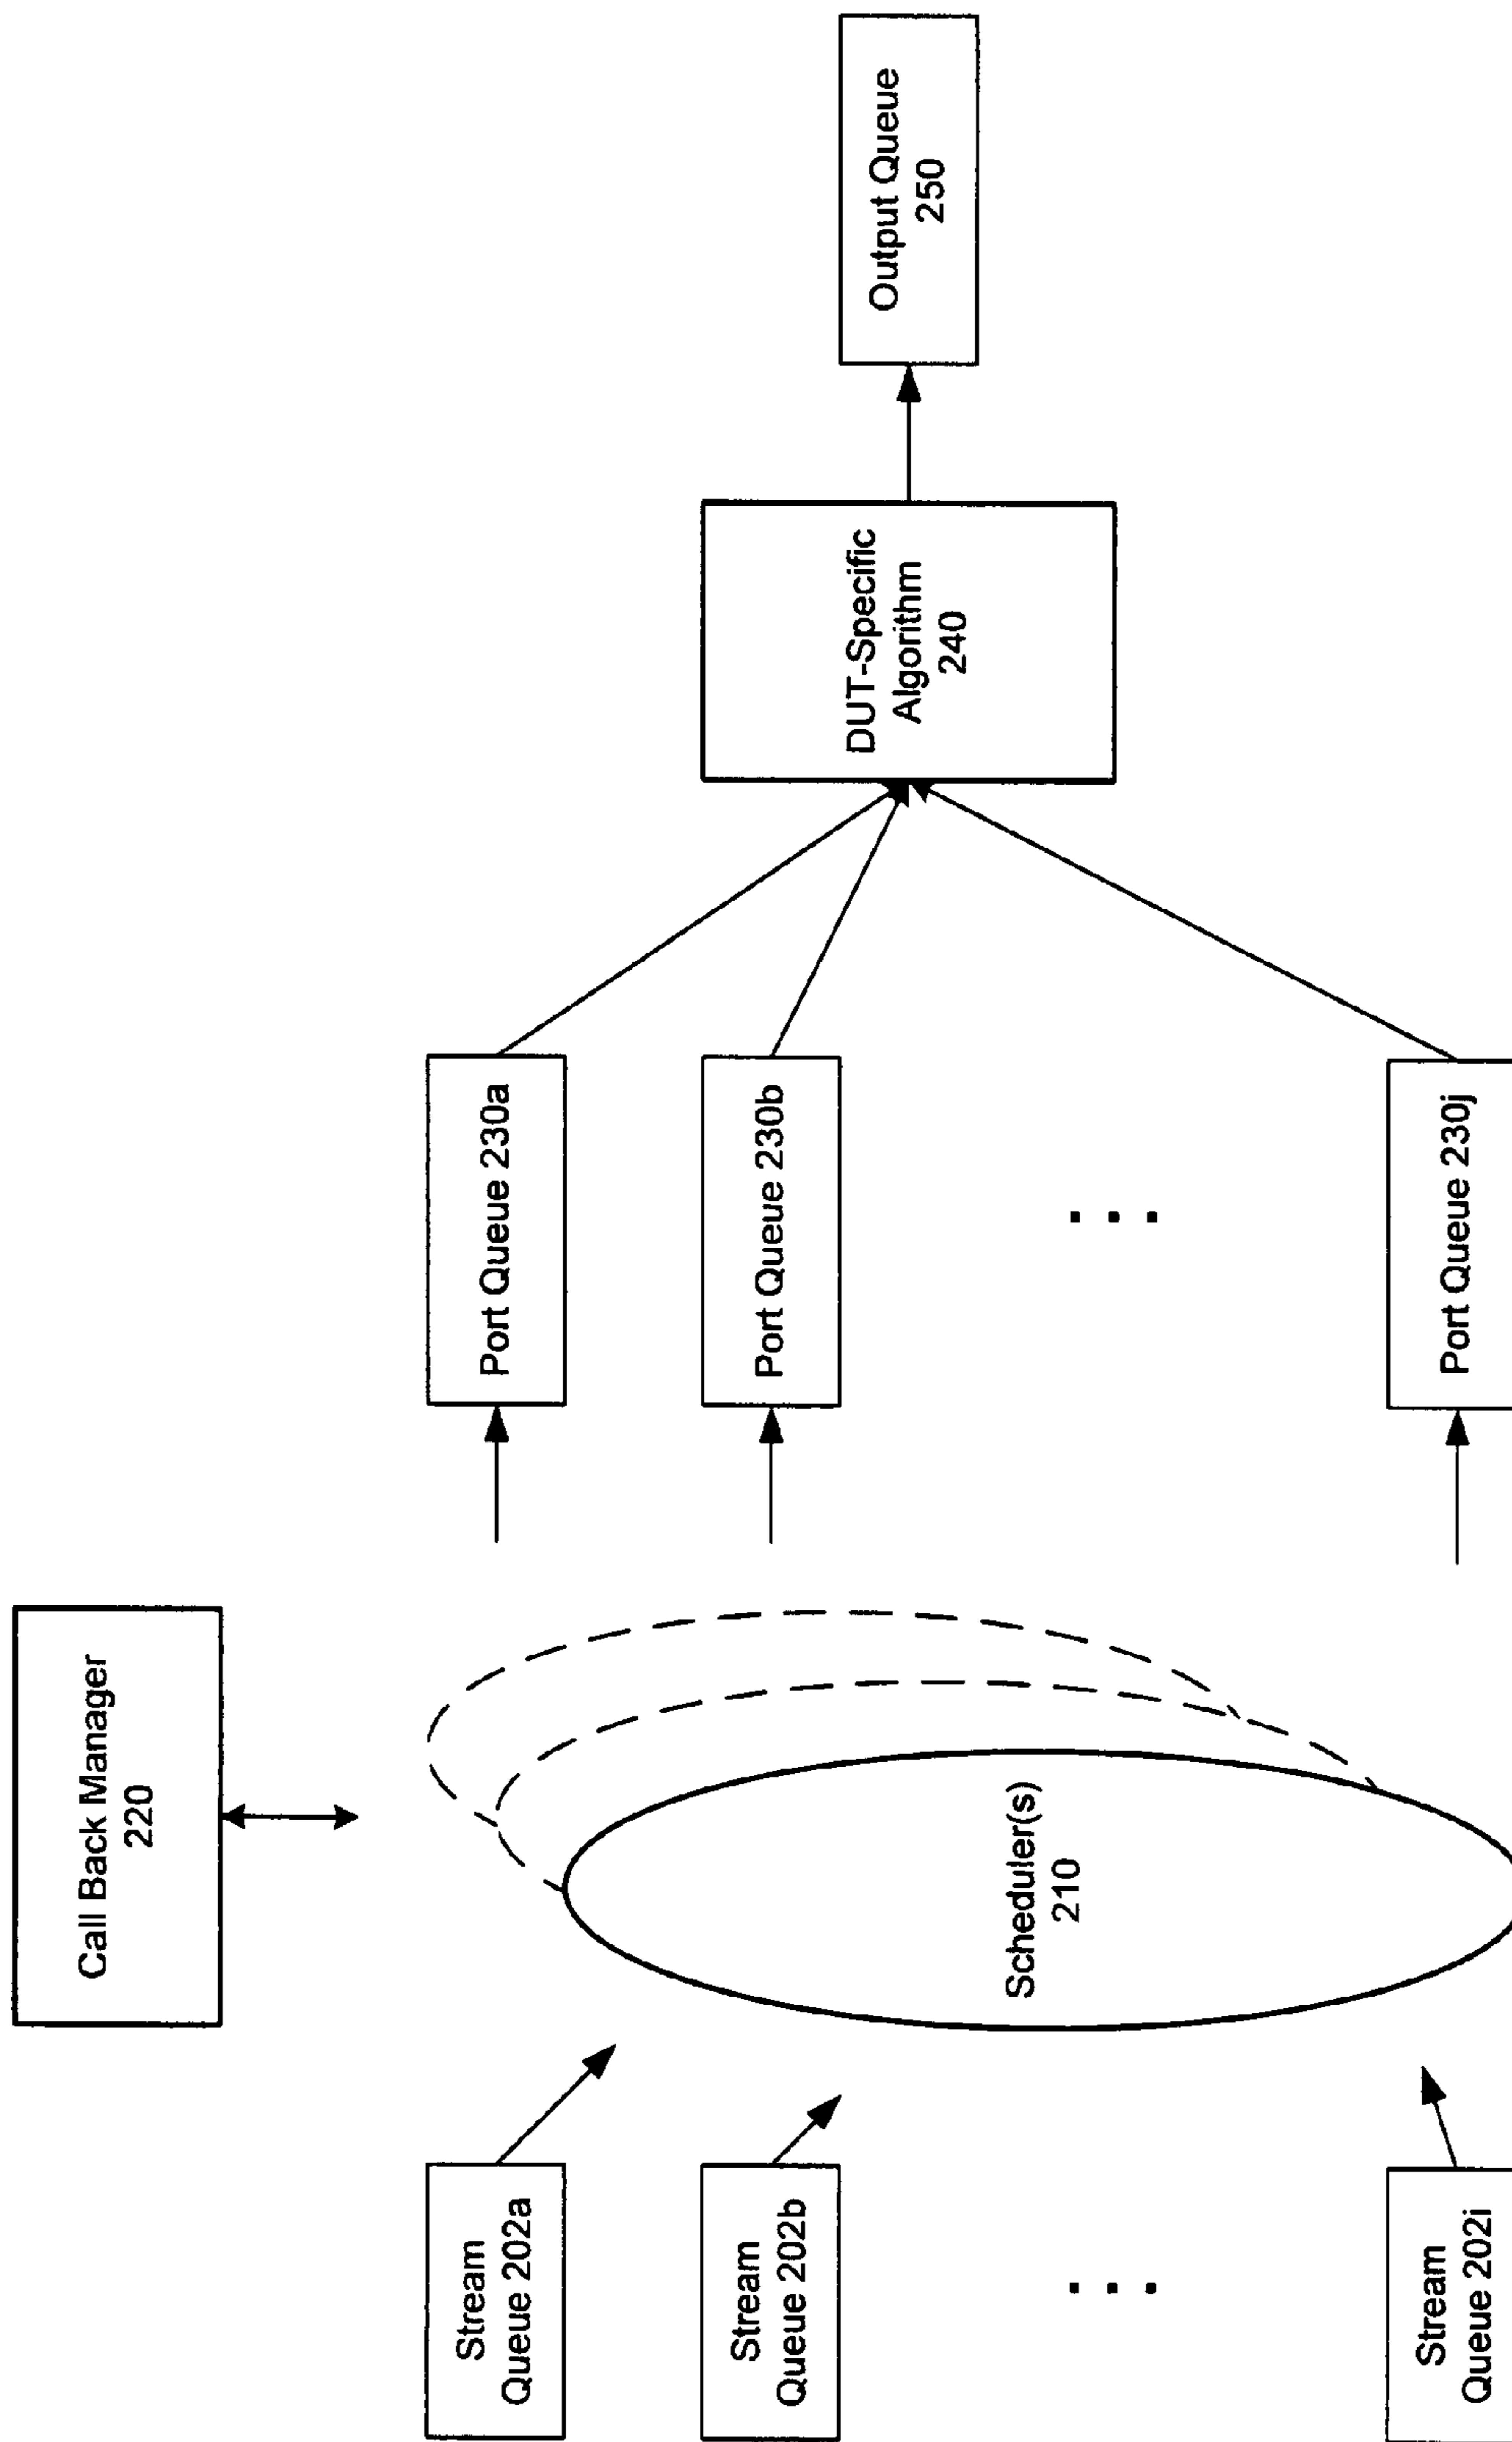 Call Back Manager
220
Stream
Queue 202a
Stream
Queue 202b
. . .
Stream
Queue 202i
Scheduler(s)
210
Port Queue 230a
Port Queue 230b
. . .
Port Queue 230j
DUT-Specific
Algorithm
240
Output Queue
250